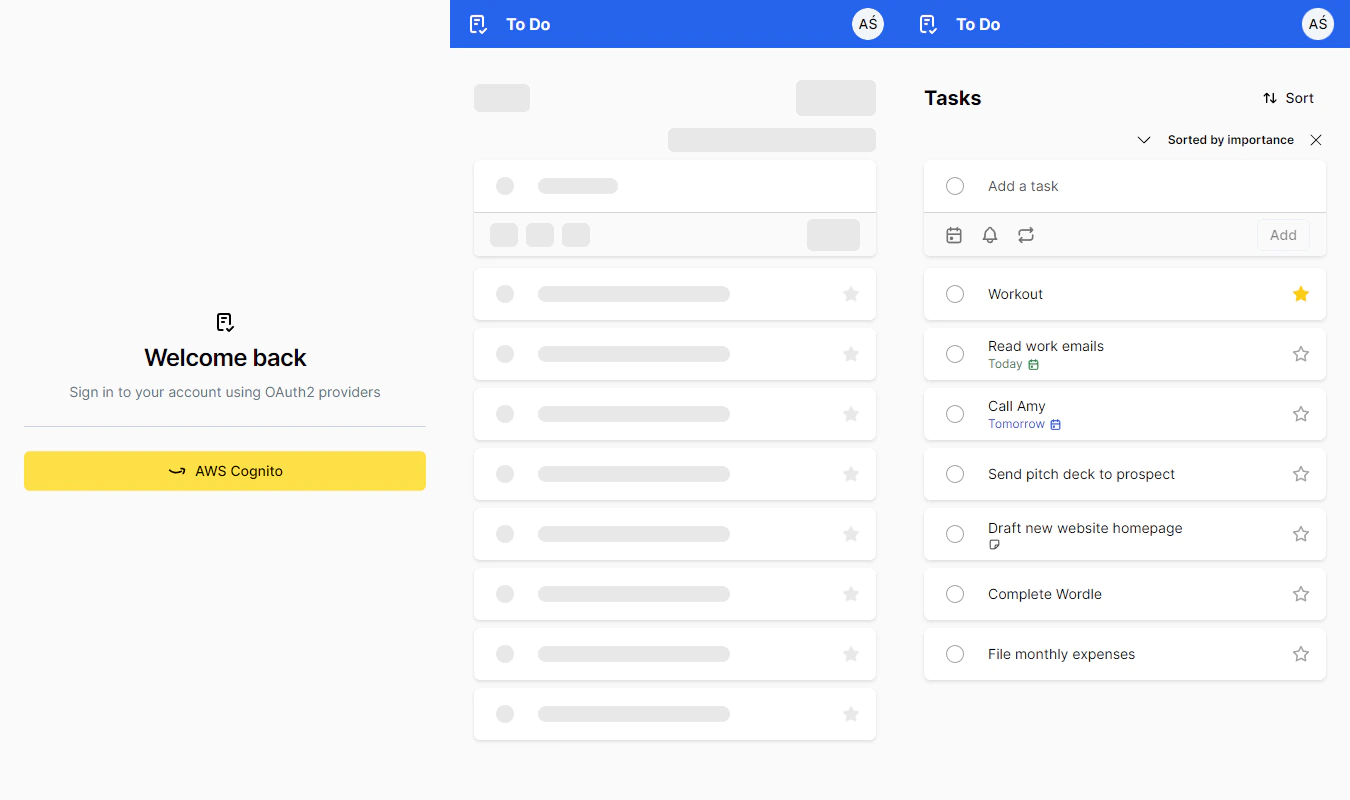 Welcome back
Sign in to your account using OAuth2 providers
AWS Cognito
To Do
AŚ
To Do
AŚ
Tasks
Sort
Sorted by importance
Add a task
Add
Workout
Read work emails
Today
Call Amy
Tomorrow
Send pitch deck to prospect
Draft new website homepage
Complete Wordle
File monthly expenses